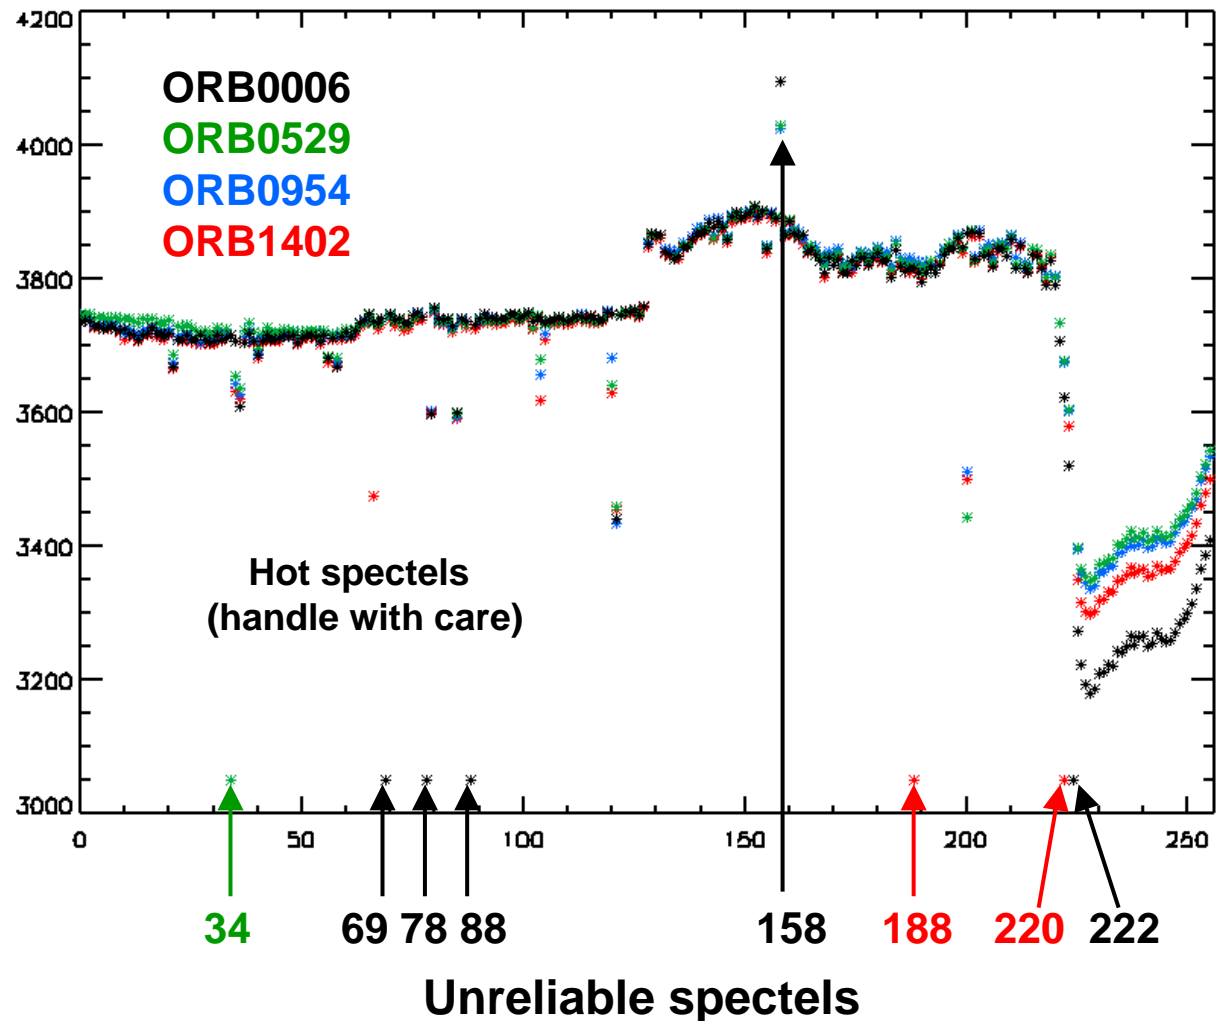 4200
ORB0006
ORB0529
4000
ORB0954
ORB1402
3800
3600
3400
Hot spectels
(handle with care)
3200
3000
0 50 100 150 200 250
34 69 78 88 158 188 220 222
Unreliable spectels